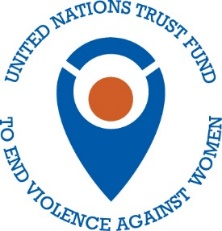 UNITED NATIONS TRUST FUND
TO END VIOLENCE AGAINST WOMEN